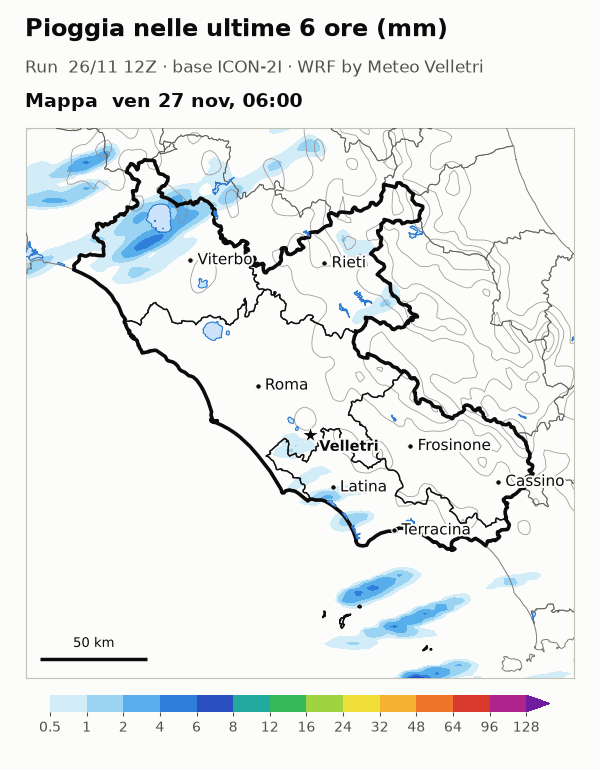 Pioggia nelle ultime 6 ore (mm)
Run  26/11 12Z · base ICON-2I · WRF by Meteo Velletri
Mappa  ven 27 nov, 06:00
Viterbo
Rieti
Roma
Velletri
Frosinone
Latina
Cassino
Terracina
50 km
0.5 1 2 4 6 8 12 16 24 32 48 64 96 128